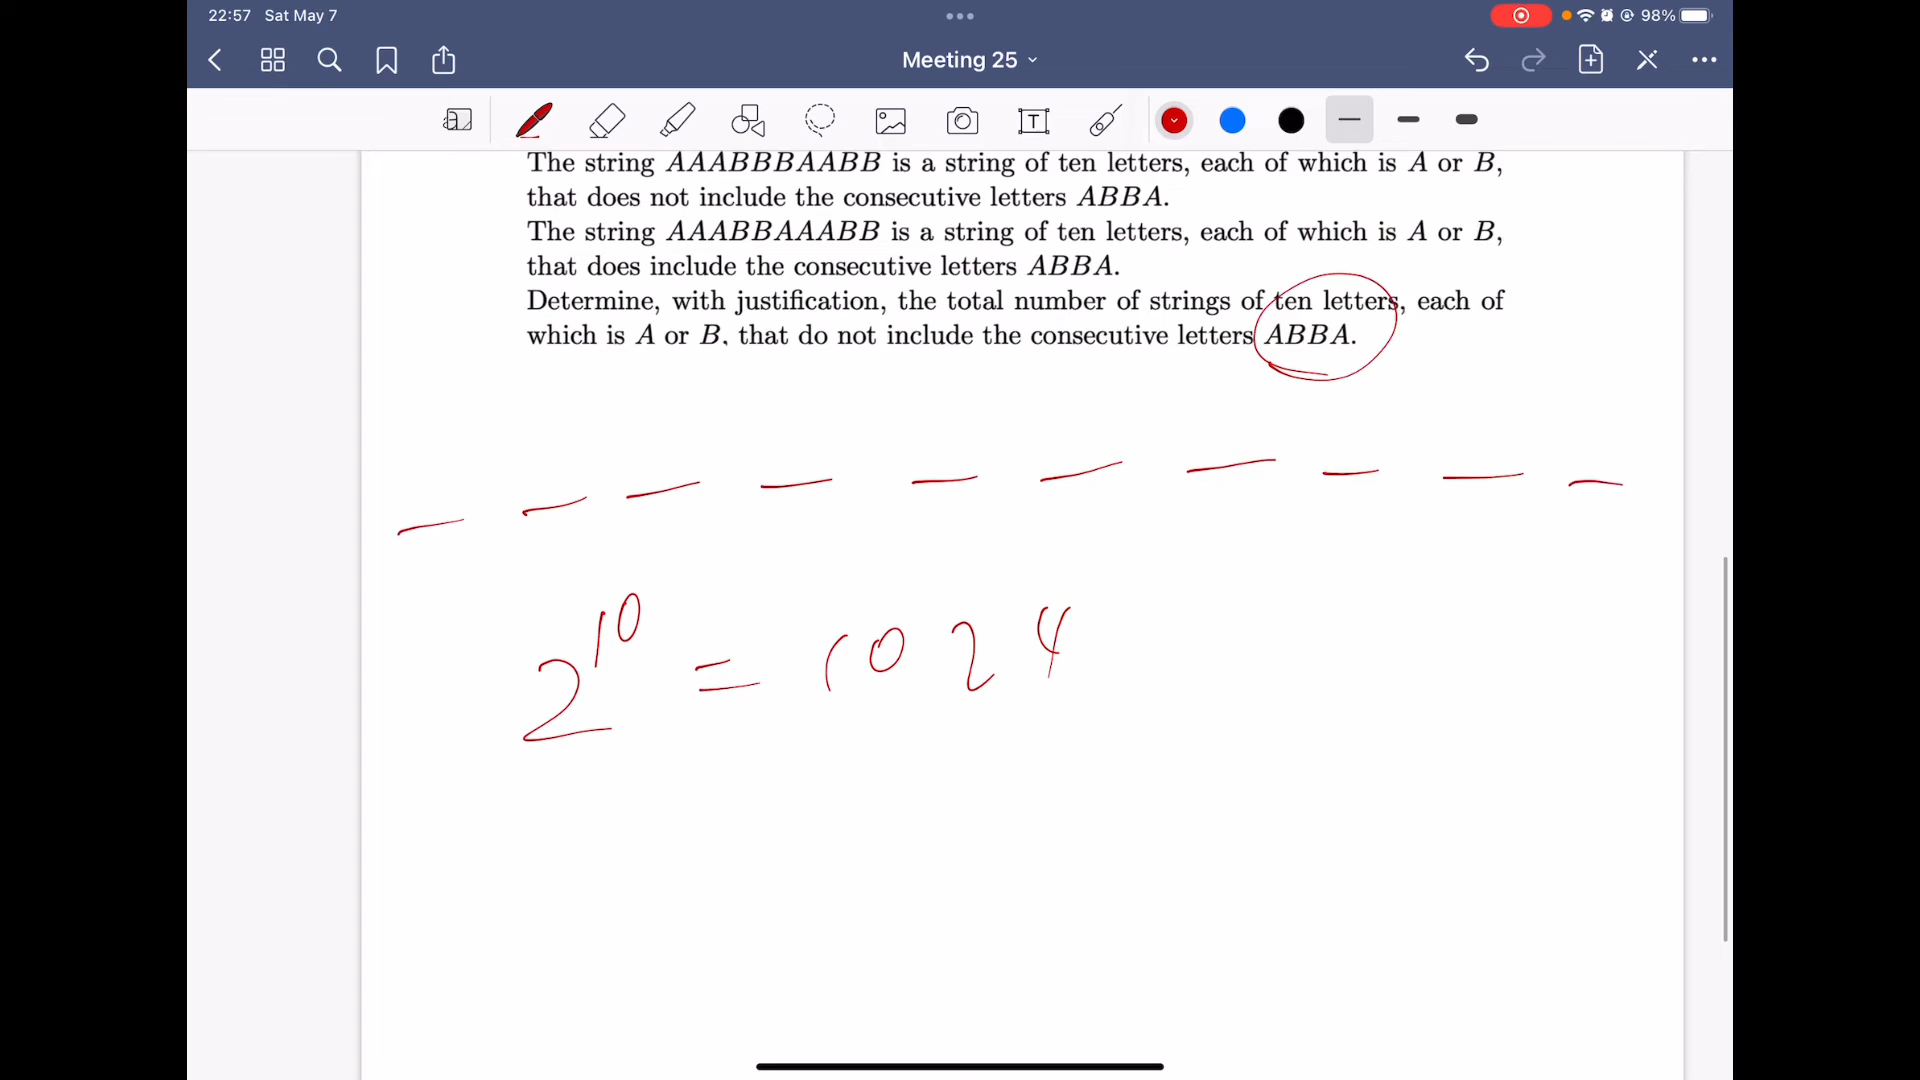 22:57 Sat May 7
98%
Meeting 25
T
The string AAABBBAABB is a string of ten letters, each of which is A or B,
that does not include the consecutive letters ABBA.
The string AAABBAAABB is a string of ten letters, each of which is A or B,
that does include the consecutive letters ABBA.
Determine, with justification, the total number of strings of ten letters, each of
which is A or B, that do not include the consecutive letters ABBA.
2^10 = 1024